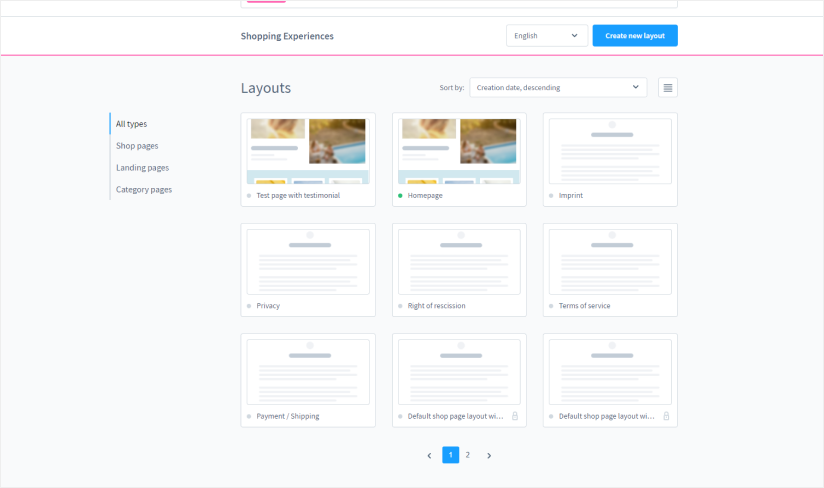 Shopping Experiences
English
Create new layout
Layouts
Sort by:
Creation date, descending
All types
Shop pages
Landing pages
Category pages
Test page with testimonial
Homepage
Imprint
Privacy
Right of rescission
Terms of service
Payment / Shipping
Default shop page layout wi...
Default shop page layout wi...
1
2